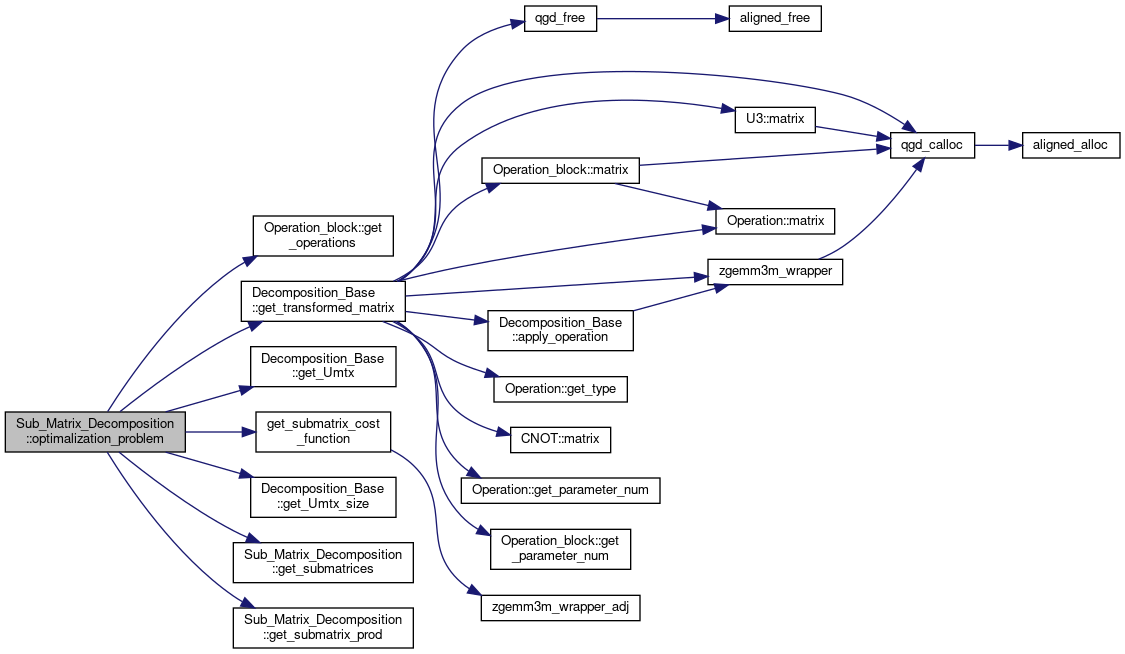 qgd_free
aligned_free
U3::matrix
qgd_calloc
aligned_alloc
Operation_block::matrix
Operation::matrix
Operation_block::get
_operations
zgemm3m_wrapper
Decomposition_Base
::get_transformed_matrix
Decomposition_Base
::apply_operation
Decomposition_Base
::get_Umtx
Operation::get_type
Sub_Matrix_Decomposition
::optimalization_problem
get_submatrix_cost
_function
CNOT::matrix
Decomposition_Base
::get_Umtx_size
Operation::get_parameter_num
Operation_block::get
_parameter_num
Sub_Matrix_Decomposition
::get_submatrices
zgemm3m_wrapper_adj
Sub_Matrix_Decomposition
::get_submatrix_prod